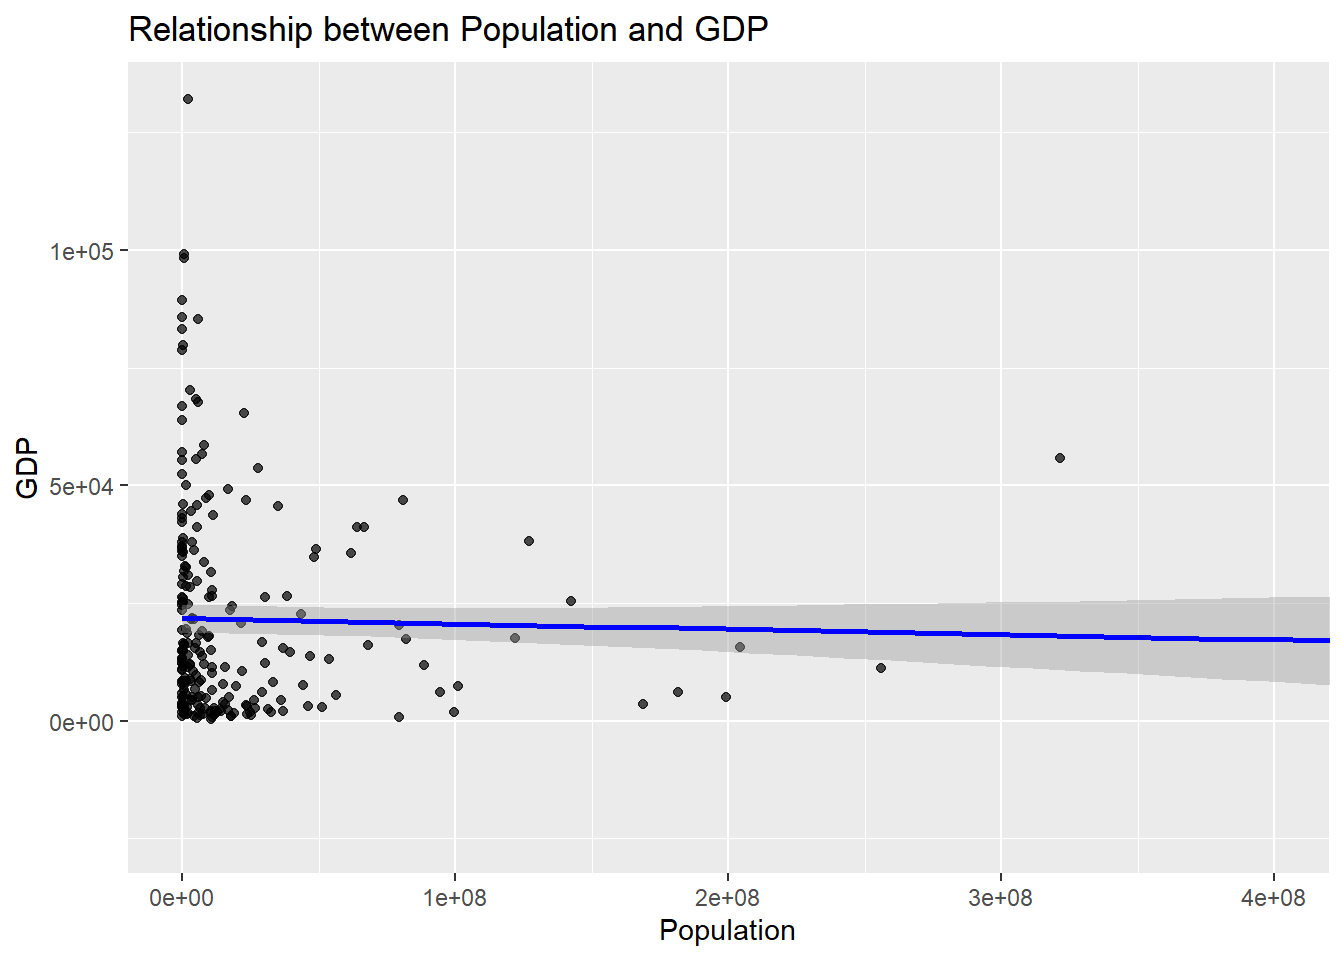 Relationship between Population and GDP
1e+05
5e+04
0e+00
GDP
0e+00 1e+08 2e+08 3e+08 4e+08
Population